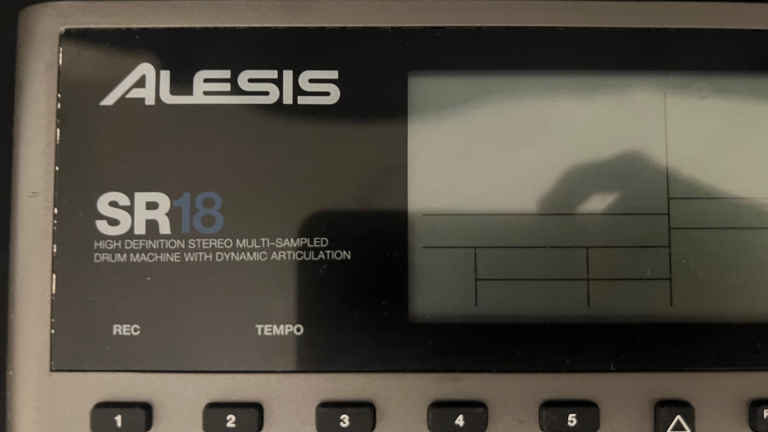 ALESIS
SR18
HIGH DEFINITION STEREO MULTI-SAMPLED
DRUM MACHINE WITH DYNAMIC ARTICULATION
REC TEMPO
1 2 3 4 5